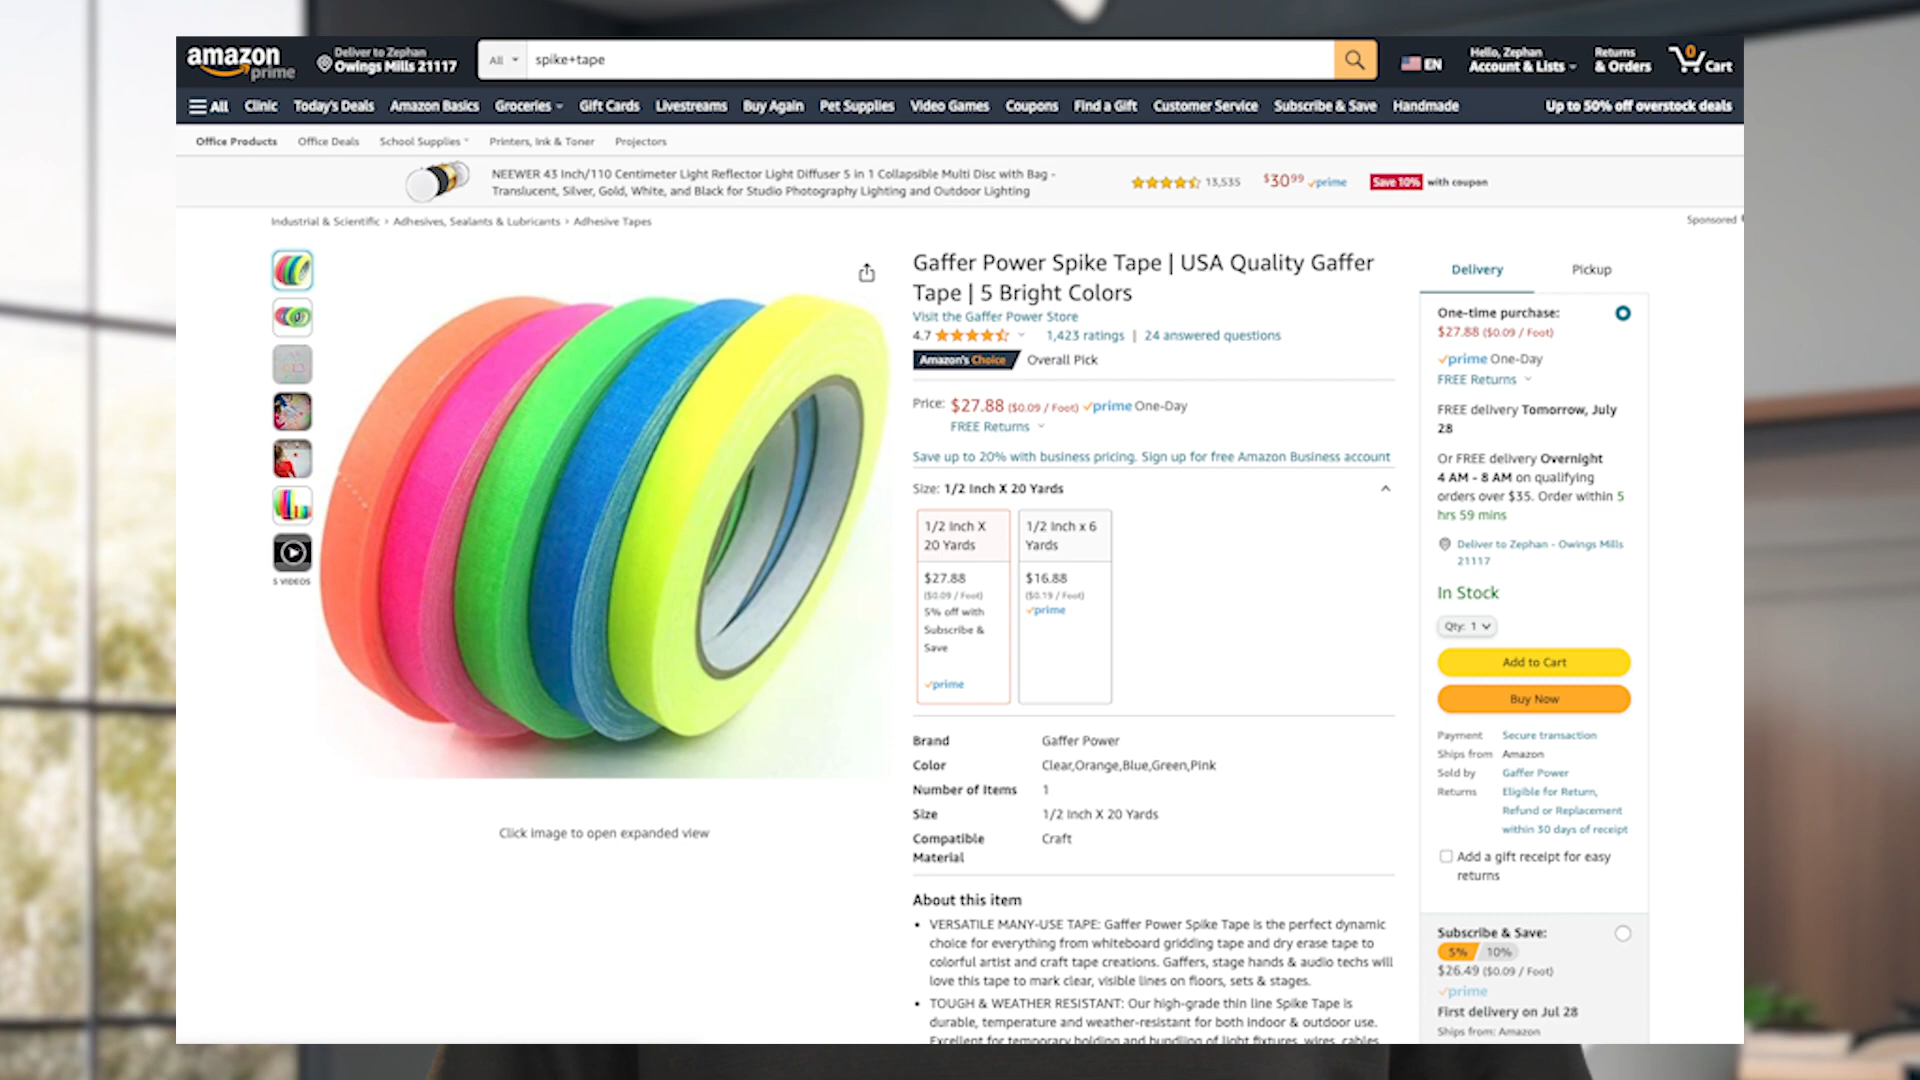 amazon prime
Deliver to Zephan
Owings Mills 21117
All
spike+tape
EN
Hello, Zephan
Account & Lists
Returns
& Orders
0
Cart
All
Clinic
Today's Deals
Amazon Basics
Groceries
Gift Cards
Livestreams
Buy Again
Pet Supplies
Video Games
Coupons
Find a Gift
Customer Service
Subscribe & Save
Handmade
Up to 50% off overstock deals
Office Products
Office Deals
School Supplies
Printers, Ink & Toner
Projectors
NEEWER 43 Inch/110 Centimeter Light Reflector Light Diffuser 5 in 1 Collapsible Multi Disc with Bag -
Translucent, Silver, Gold, White, and Black for Studio Photography Lighting and Outdoor Lighting
13,535
$3099 prime
Save 10% with coupon
Sponsored
Industrial & Scientific > Adhesives, Sealants & Lubricants > Adhesive Tapes
5 VIDEOS
Click image to open expanded view
Gaffer Power Spike Tape | USA Quality Gaffer
Tape | 5 Bright Colors
Visit the Gaffer Power Store
4.7
1,423 ratings | 24 answered questions
Amazon's Choice Overall Pick
Price: $27.88 ($0.09 / Foot) prime One-Day
FREE Returns
Save up to 20% with business pricing. Sign up for free Amazon Business account
Size: 1/2 Inch X 20 Yards
1/2 Inch X
20 Yards
$27.88
($0.09 / Foot)
5% off with
Subscribe &
Save
prime
1/2 Inch x 6
Yards
$16.88
($0.19 / Foot)
prime
Brand Gaffer Power
Color Clear,Orange,Blue,Green,Pink
Number of Items 1
Size 1/2 Inch X 20 Yards
Compatible Craft
Material
About this item
• VERSATILE MANY-USE TAPE: Gaffer Power Spike Tape is the perfect dynamic
choice for everything from whiteboard gridding tape and dry erase tape to
colorful artist and craft tape creations. Gaffers, stage hands & audio techs will
love this tape to mark clear, visible lines on floors, sets & stages.
• TOUGH & WEATHER RESISTANT: Our high-grade thin line Spike Tape is
durable, temperature and weather-resistant for both indoor & outdoor use.
Excellent for temporary holding and bundling of light fixtures, wires, cables
Delivery
Pickup
One-time purchase:
$27.88 ($0.09 / Foot)
prime One-Day
FREE Returns
FREE delivery Tomorrow, July
28
Or FREE delivery Overnight
4 AM - 8 AM on qualifying
orders over $35. Order within 5
hrs 59 mins
Deliver to Zephan - Owings Mills
21117
In Stock
Qty: 1
Add to Cart
Buy Now
Payment Secure transaction
Ships from Amazon
Sold by Gaffer Power
Returns Eligible for Return,
Refund or Replacement
within 30 days of receipt
Add a gift receipt for easy
returns
Subscribe & Save:
5% 10%
$26.49 ($0.09 / Foot)
prime
First delivery on Jul 28
Ships from: Amazon